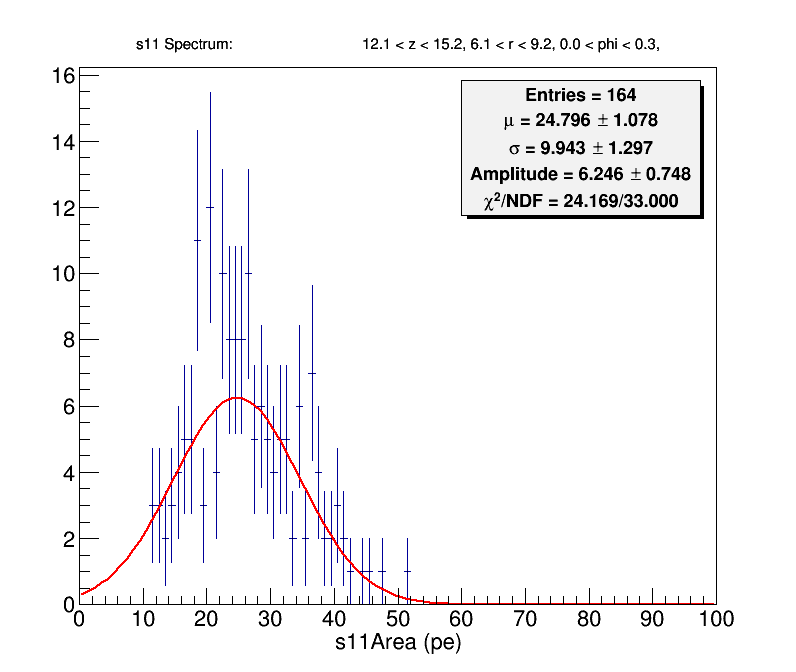 s11 Spectrum: 12.1 < z < 15.2, 6.1 < r < 9.2, 0.0 < phi < 0.3,
Entries = 164
μ = 24.796 ± 1.078
σ = 9.943 ± 1.297
Amplitude = 6.246 ± 0.748
χ²/NDF = 24.169/33.000
16
14
12
10
8
6
4
2
0
0 10 20 30 40 50 60 70 80 90 100
s11Area (pe)